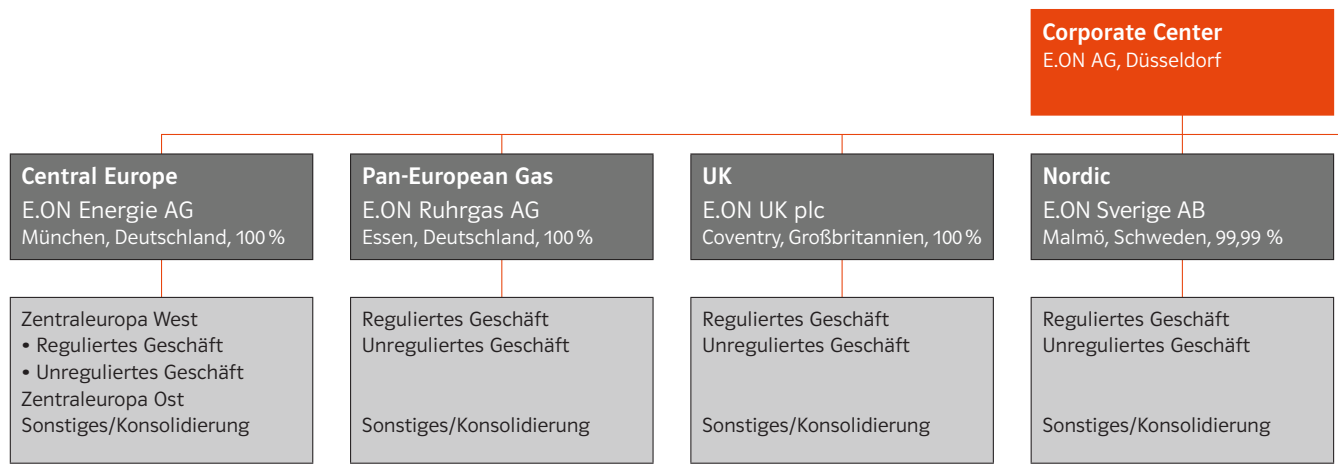 Corporate Center
E.ON AG, Düsseldorf
Central Europe
E.ON Energie AG
München, Deutschland, 100 %
Pan-European Gas
E.ON Ruhrgas AG
Essen, Deutschland, 100 %
UK
E.ON UK plc
Coventry, Großbritannien, 100 %
Nordic
E.ON Sverige AB
Malmö, Schweden, 99,99 %
Zentraleuropa West
• Reguliertes Geschäft
• Unreguliertes Geschäft
Zentraleuropa Ost
Sonstiges/Konsolidierung
Reguliertes Geschäft
Unreguliertes Geschäft
Sonstiges/Konsolidierung
Reguliertes Geschäft
Unreguliertes Geschäft
Sonstiges/Konsolidierung
Reguliertes Geschäft
Unreguliertes Geschäft
Sonstiges/Konsolidierung